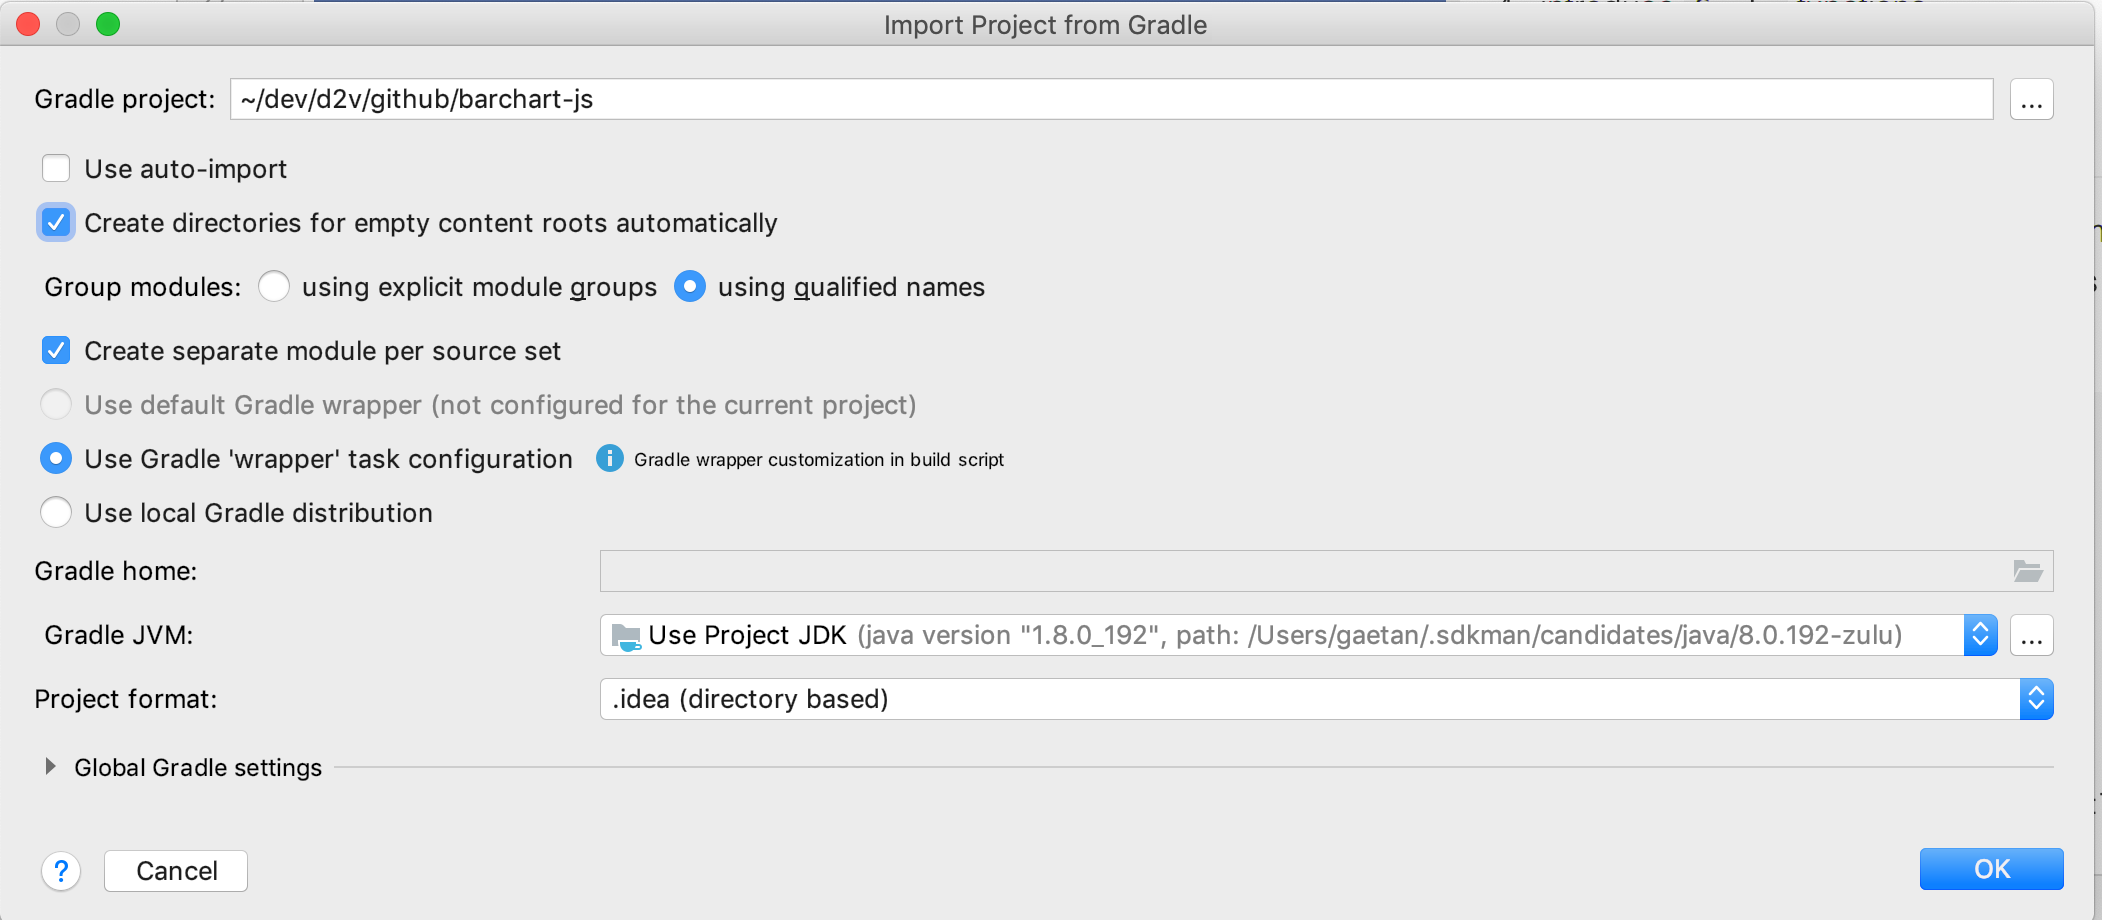 Import Project from Gradle
Gradle project: ~/dev/d2v/github/barchart-js ...
Use auto-import
Create directories for empty content roots automatically
Group modules: using explicit module groups using qualified names
Create separate module per source set
Use default Gradle wrapper (not configured for the current project)
Use Gradle 'wrapper' task configuration Gradle wrapper customization in build script
Use local Gradle distribution
Gradle home:
Gradle JVM: Use Project JDK (java version "1.8.0_192", path: /Users/gaetan/.sdkman/candidates/java/8.0.192-zulu) ...
Project format: .idea (directory based)
Global Gradle settings
? Cancel OK